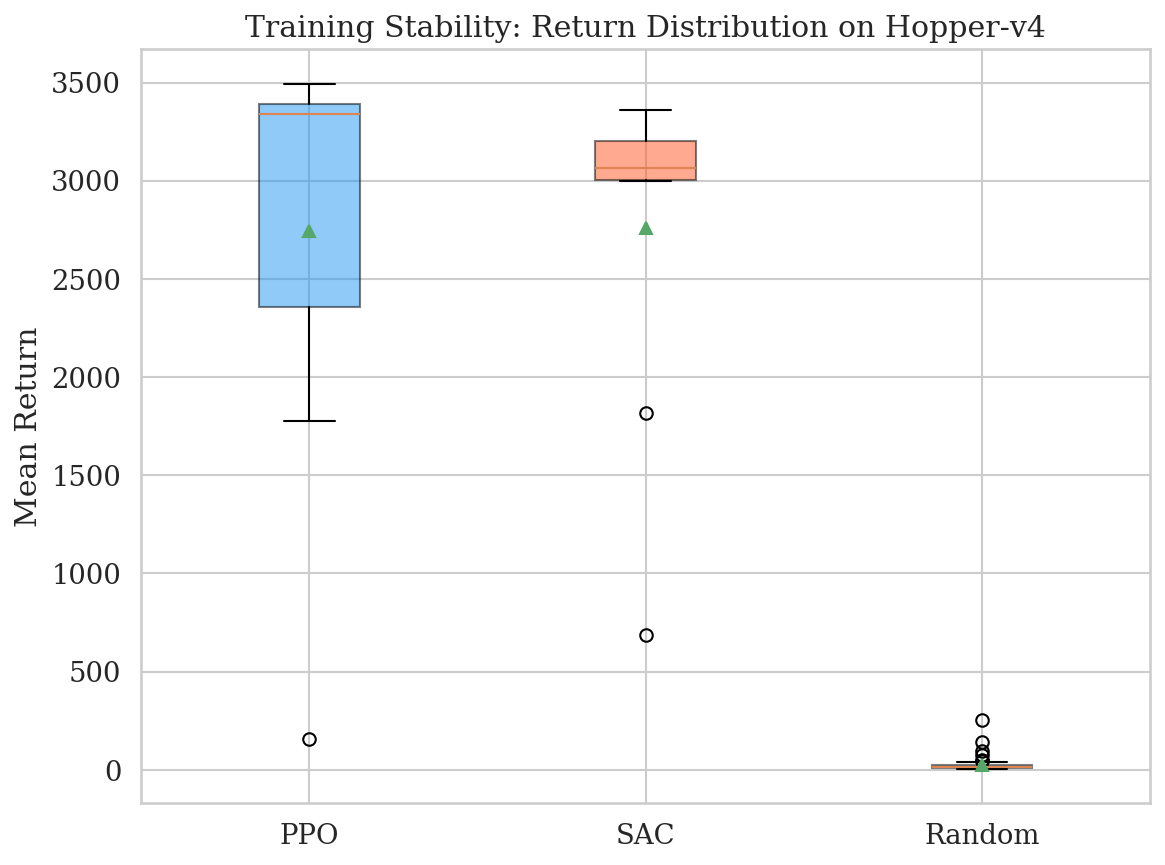 Training Stability: Return Distribution on Hopper-v4
Mean Return
3500
3000
2500
2000
1500
1000
500
0
PPO
SAC
Random